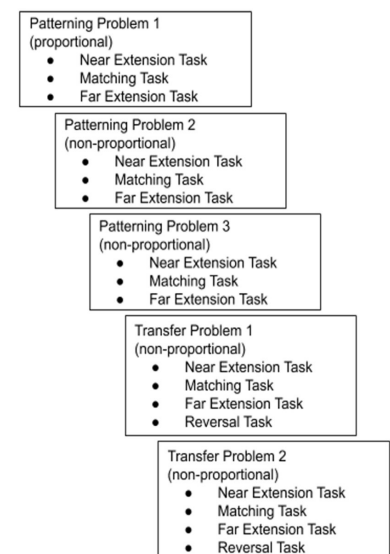 Patterning Problem 1
(proportional)
● Near Extension Task
● Matching Task
● Far Extension Task
Patterning Problem 2
(non-proportional)
● Near Extension Task
● Matching Task
● Far Extension Task
Patterning Problem 3
(non-proportional)
● Near Extension Task
● Matching Task
● Far Extension Task
Transfer Problem 1
(non-proportional)
● Near Extension Task
● Matching Task
● Far Extension Task
● Reversal Task
Transfer Problem 2
(non-proportional)
● Near Extension Task
● Matching Task
● Far Extension Task
● Reversal Task